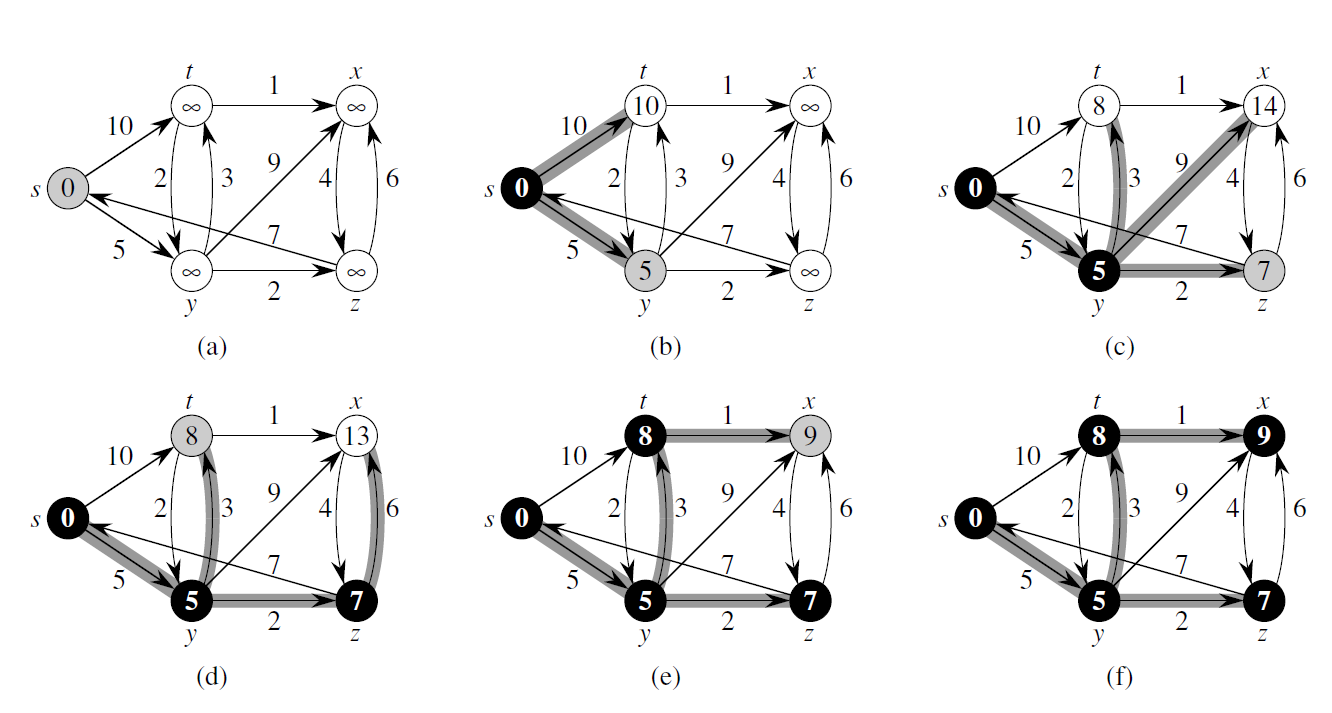 t x t x t x
1 1 1
∞ ∞ 10 ∞ 8 14
10 10 10
9 9 9
s 0 2 3 4 6 s 0 2 3 4 6 s 0 2 3 4 6
5 7 5 7 5 7
∞ ∞ 5 ∞ 5 7
2 2 2
y z y z y z
(a) (b) (c)
t x t x t x
1 1 1
8 13 8 9 8 9
10 10 10
9 9 9
2 3 4 6 2 3 4 6 2 3 4 6
s 0 s 0 s 0
5 7 5 7 5 7
5 7 5 7 5 7
2 2 2
y z y z y z
(d) (e) (f)